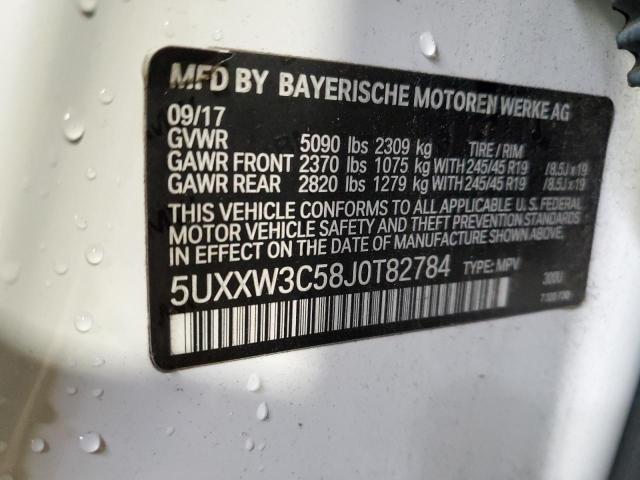 MFD BY BAYERISCHE MOTOREN WERKE AG
09/17
GVWR 5090 lbs 2309 kg TIRE / RIM
GAWR FRONT 2370 lbs 1075 kg WITH 245/45 R19 / 8.5J x 19
GAWR REAR 2820 lbs 1279 kg WITH 245/45 R19 / 8.5J x 19
THIS VEHICLE CONFORMS TO ALL APPLICABLE U. S. FEDERAL
MOTOR VEHICLE SAFETY AND THEFT PREVENTION STANDARDS
IN EFFECT ON THE DATE OF MANUFACTURE SHOWN ABOVE.
5UXXW3C58J0T82784 TYPE: MPV 300U